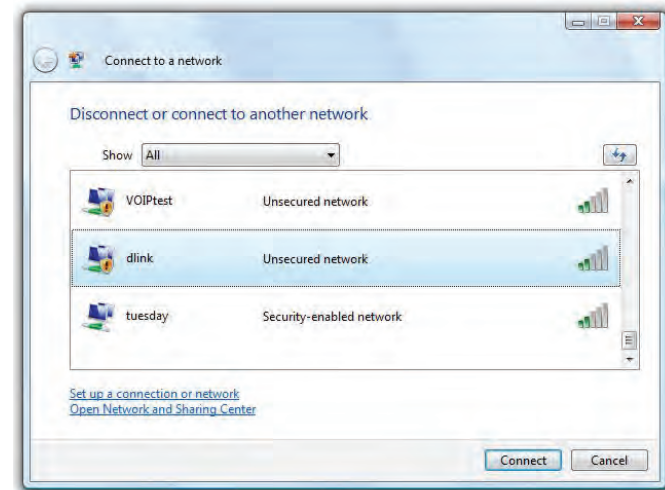 Connect to a network
Disconnect or connect to another network
Show All
VOIPtest Unsecured network
dlink Unsecured network
tuesday Security-enabled network
Set up a connection or network
Open Network and Sharing Center
Connect Cancel